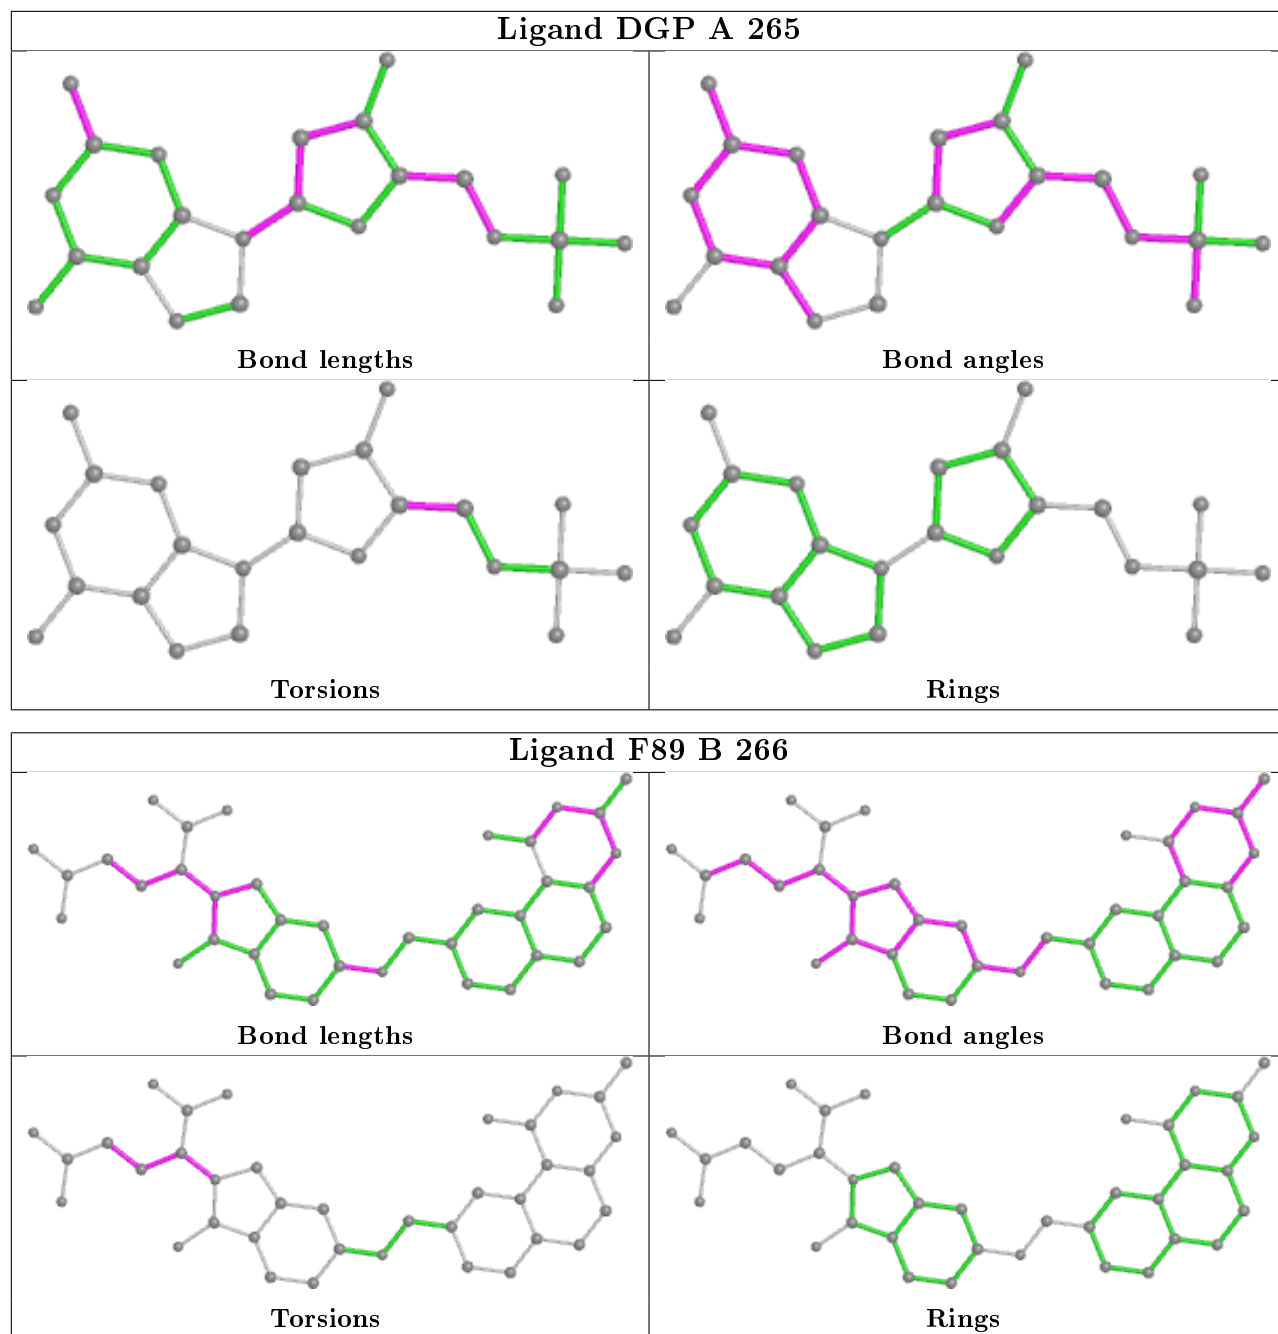 Ligand DGP A 265
Bond lengths
Bond angles
Torsions
Rings
Ligand F89 B 266
Bond lengths
Bond angles
Torsions
Rings